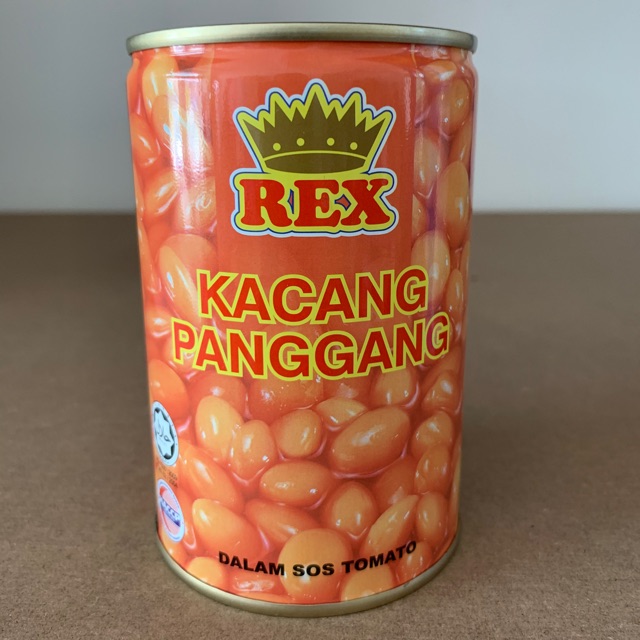 REX
KACANG
PANGGANG
DALAM SOS TOMATO